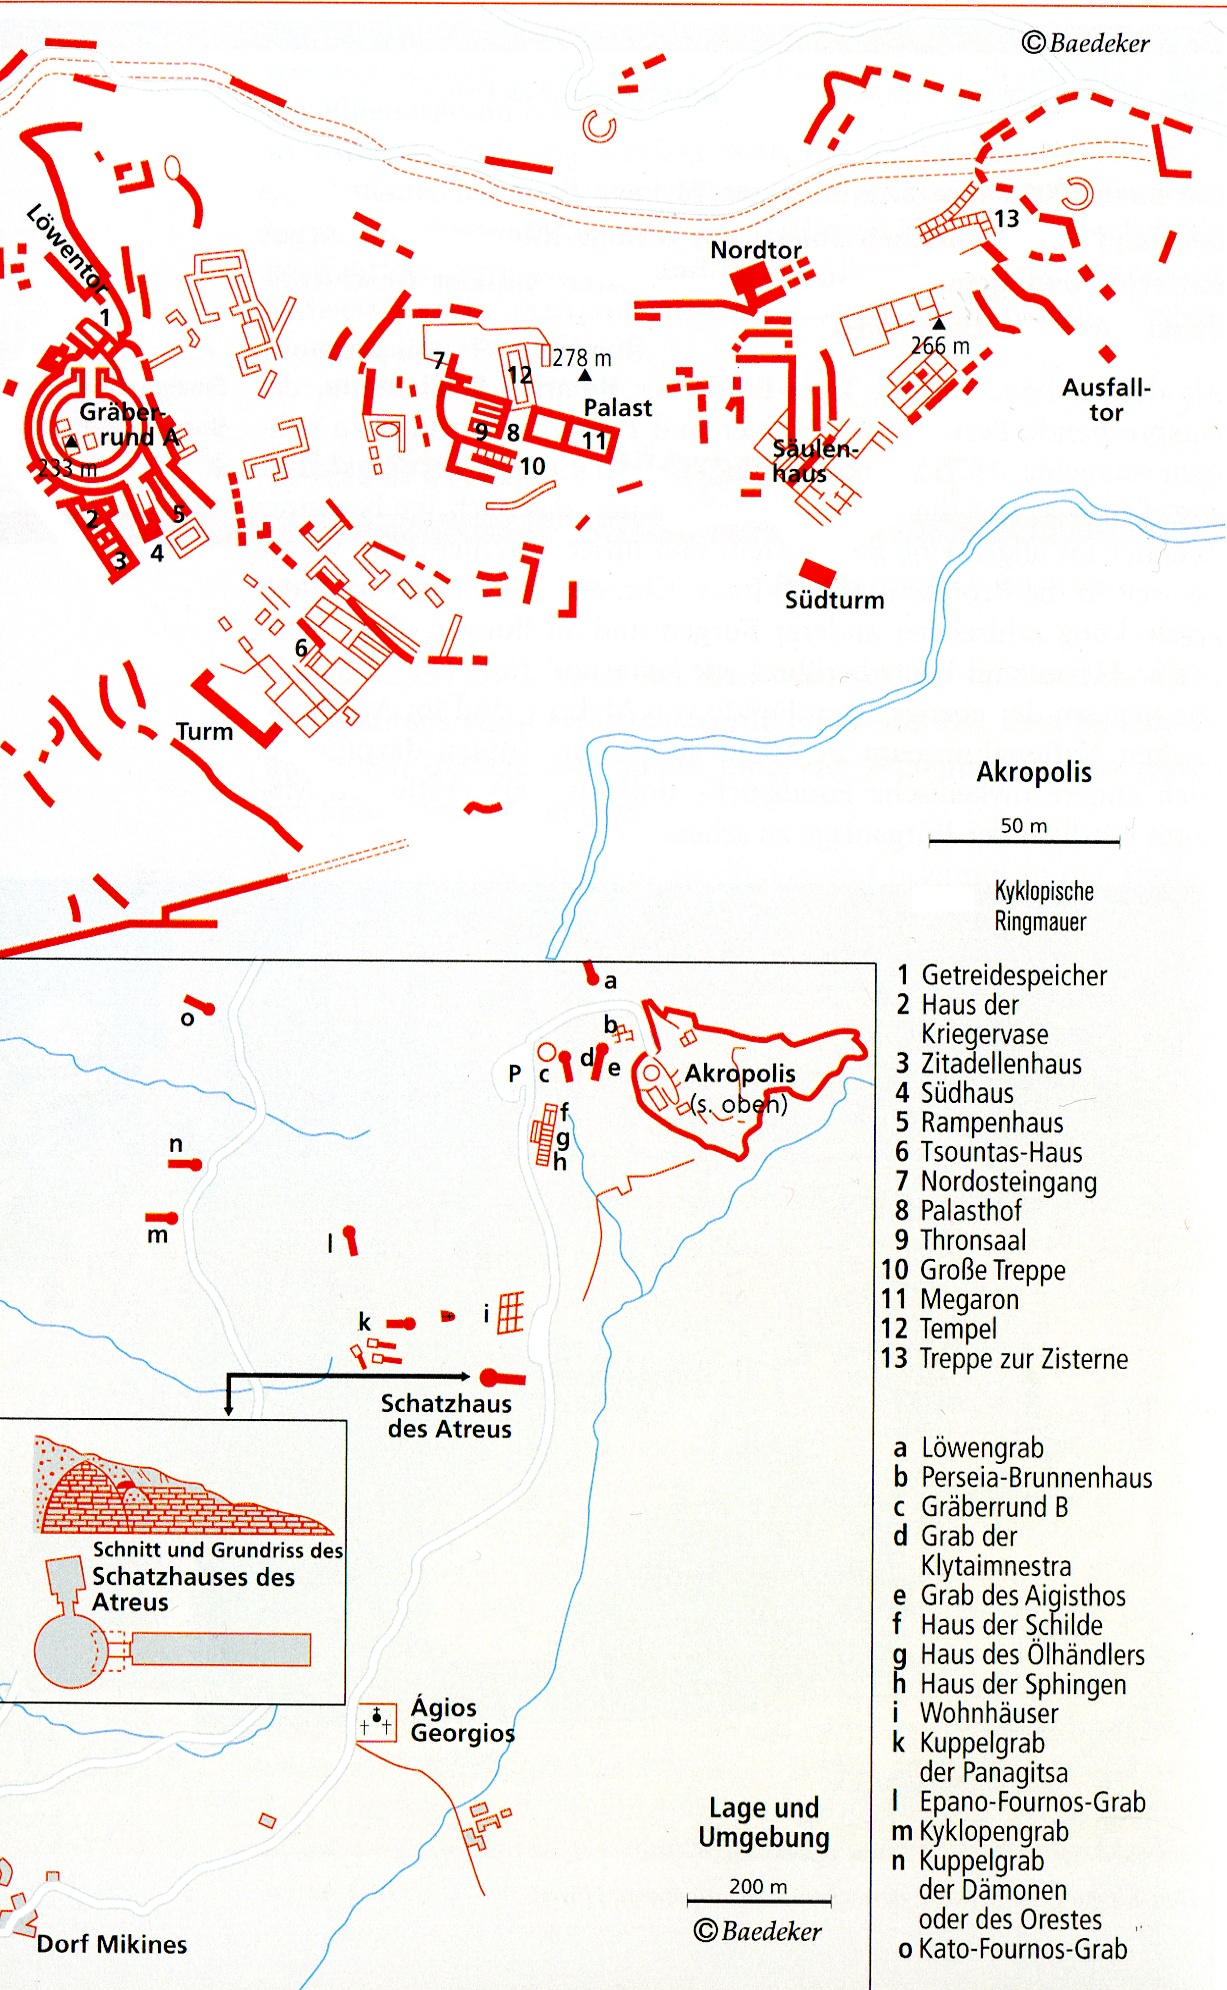 © Baedeker
Löwentor
1
13
Nordtor
266 m
Ausfall-
tor
278 m
7
12
Palast
Gräber-
rund A
233 m
9
8
11
10
Säulen-
haus
2
5
3
4
Südturm
6
Turm
Akropolis
50 m
Kyklopische
Ringmauer
1 Getreidespeicher
2 Haus der
Kriegervase
3 Zitadellenhaus
4 Südhaus
5 Rampenhaus
6 Tsountas-Haus
7 Nordosteingang
8 Palasthof
9 Thronsaal
10 Große Treppe
11 Megaron
12 Tempel
13 Treppe zur Zisterne
a Löwengrab
b Perseia-Brunnenhaus
c Gräberrund B
d Grab der
Klytaimnestra
e Grab des Aigisthos
f Haus der Schilde
g Haus des Ölhändlers
h Haus der Sphingen
i Wohnhäuser
k Kuppelgrab
der Panagitsa
l Epano-Fournos-Grab
m Kyklopengrab
n Kuppelgrab
der Dämonen
oder des Orestes
o Kato-Fournos-Grab
a
o
b
P
c
d
e
Akropolis
(s. oben)
f
g
h
n
m
l
k
i
Schatzhaus
des Atreus
Schnitt und Grundriss des
Schatzhauses des
Atreus
Ágios
Georgios
Lage und
Umgebung
200 m
© Baedeker
Dorf Mikines